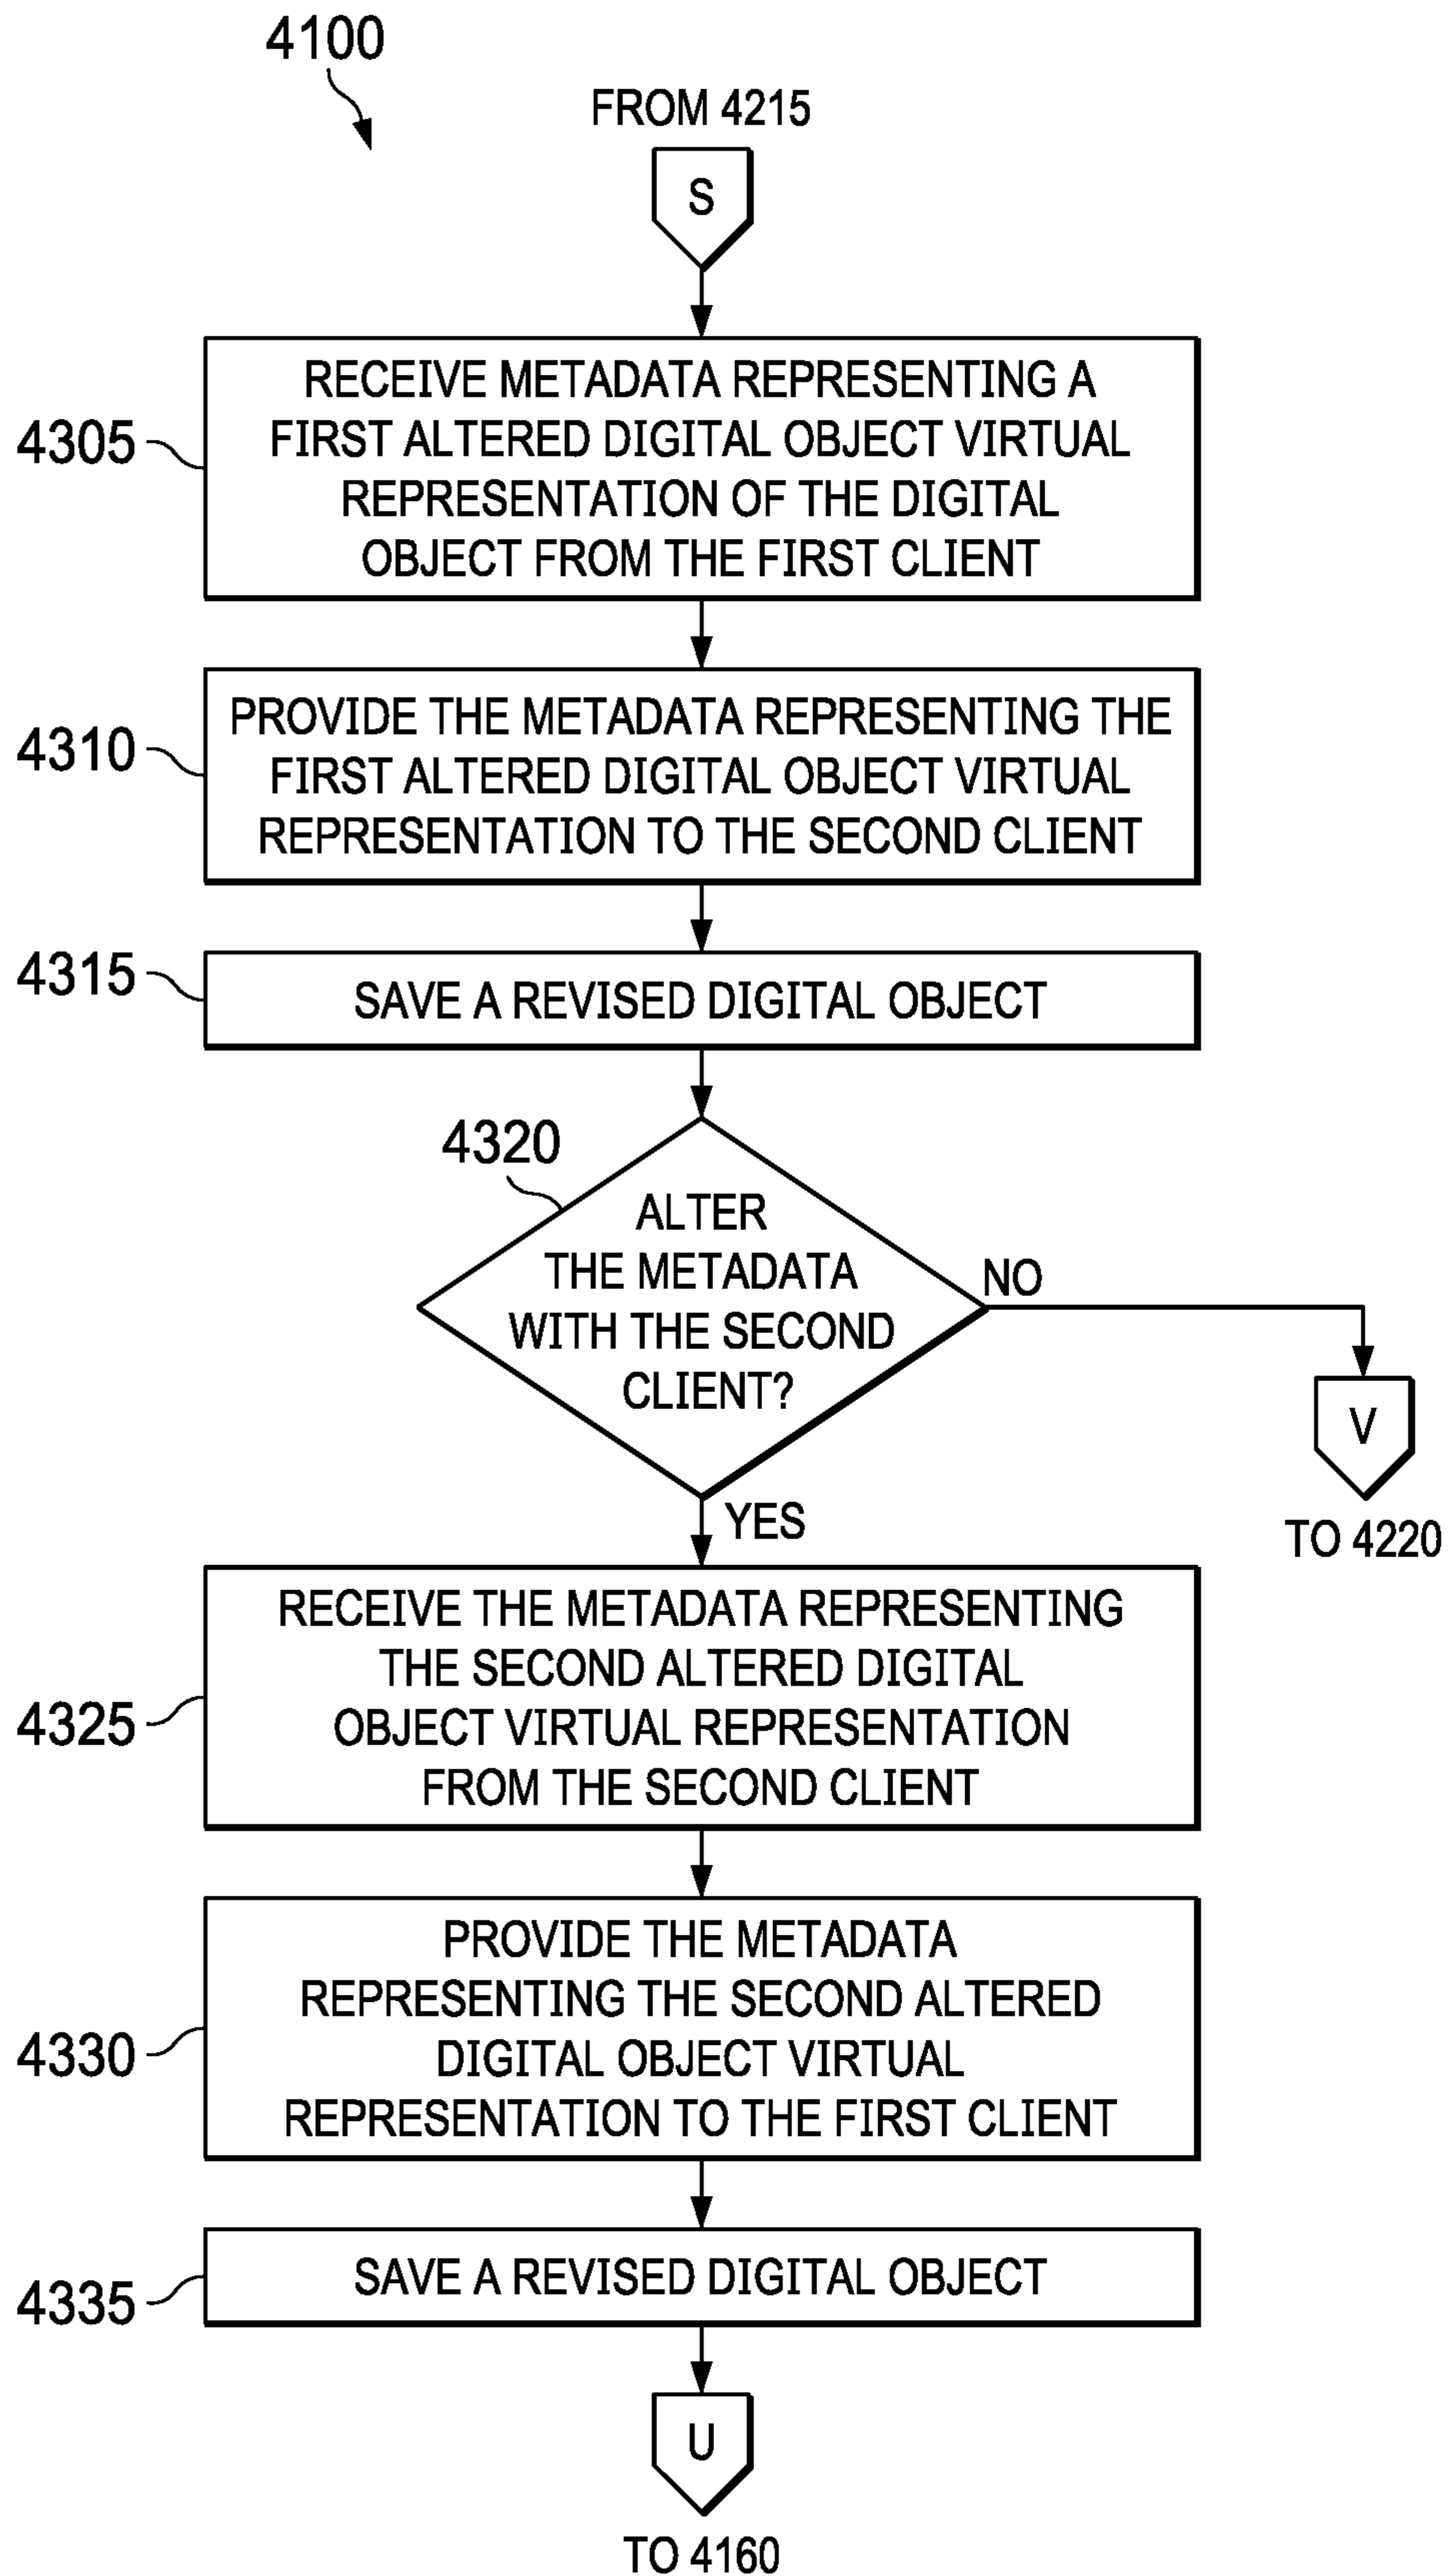 4100
FROM 4215
S
4305
RECEIVE METADATA REPRESENTING A
FIRST ALTERED DIGITAL OBJECT VIRTUAL
REPRESENTATION OF THE DIGITAL
OBJECT FROM THE FIRST CLIENT
4310
PROVIDE THE METADATA REPRESENTING THE
FIRST ALTERED DIGITAL OBJECT VIRTUAL
REPRESENTATION TO THE SECOND CLIENT
4315
SAVE A REVISED DIGITAL OBJECT
4320
ALTER
THE METADATA
WITH THE SECOND
CLIENT?
NO
V
TO 4220
YES
4325
RECEIVE THE METADATA REPRESENTING
THE SECOND ALTERED DIGITAL
OBJECT VIRTUAL REPRESENTATION
FROM THE SECOND CLIENT
4330
PROVIDE THE METADATA
REPRESENTING THE SECOND ALTERED
DIGITAL OBJECT VIRTUAL
REPRESENTATION TO THE FIRST CLIENT
4335
SAVE A REVISED DIGITAL OBJECT
U
TO 4160